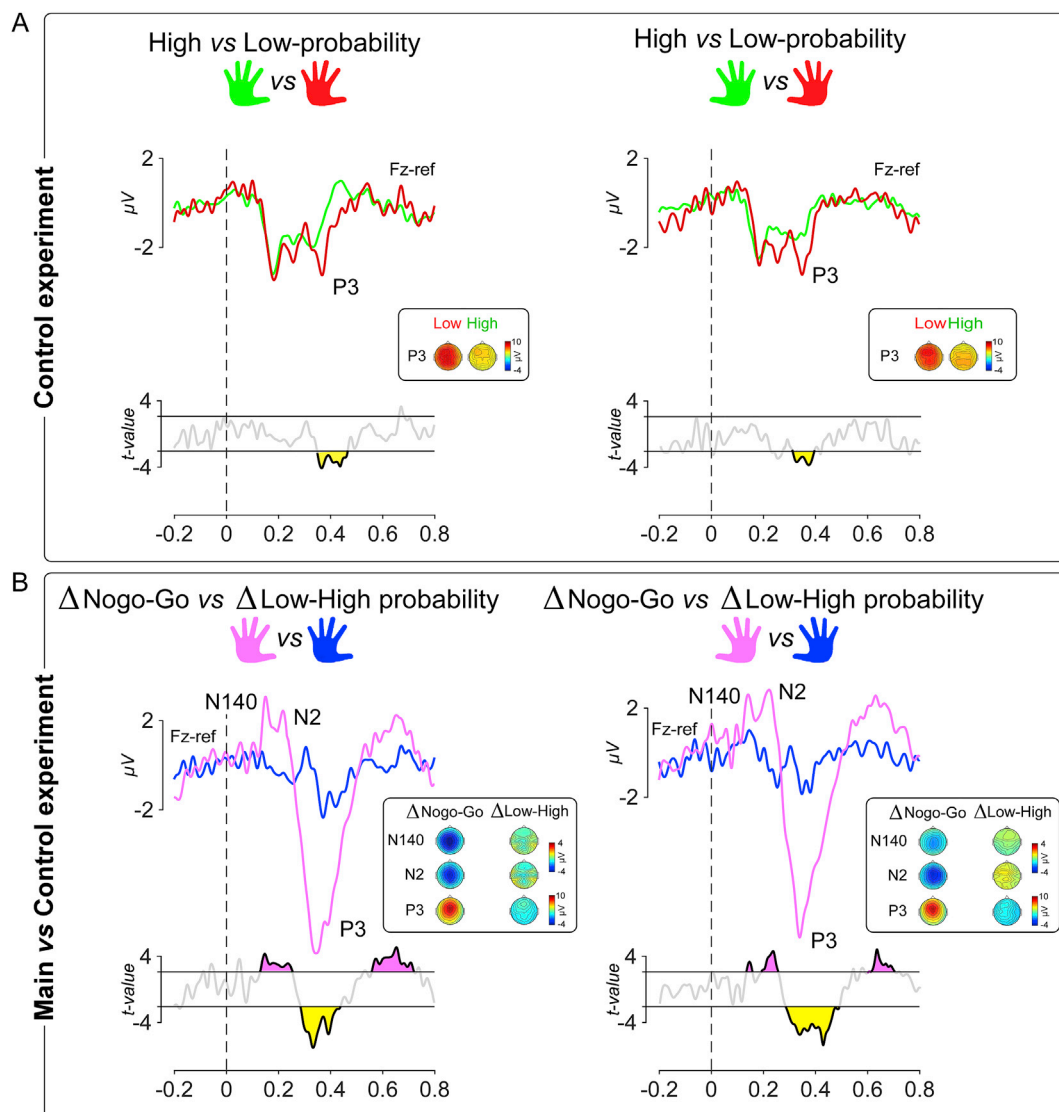 A
Control experiment
High vs Low-probability
vs
2
Fz-ref
µV
-2
P3
Low High
P3
10
µV
-4
4
t-value
-4
-0.2 0 0.2 0.4 0.6 0.8
High vs Low-probability
vs
2
Fz-ref
µV
-2
P3
Low High
P3
10
µV
-4
4
t-value
-4
-0.2 0 0.2 0.4 0.6 0.8
B
Main vs Control experiment
ΔNogo-Go vs ΔLow-High probability
vs
N140
N2
2
Fz-ref
µV
-2
ΔNogo-Go ΔLow-High
N140
4
µV
-4
N2
P3
10
µV
-4
P3
4
t-value
-4
-0.2 0 0.2 0.4 0.6 0.8
ΔNogo-Go vs ΔLow-High probability
vs
N140
N2
2
Fz-ref
µV
-2
ΔNogo-Go ΔLow-High
N140
4
µV
-4
N2
P3
10
µV
-4
P3
4
t-value
-4
-0.2 0 0.2 0.4 0.6 0.8